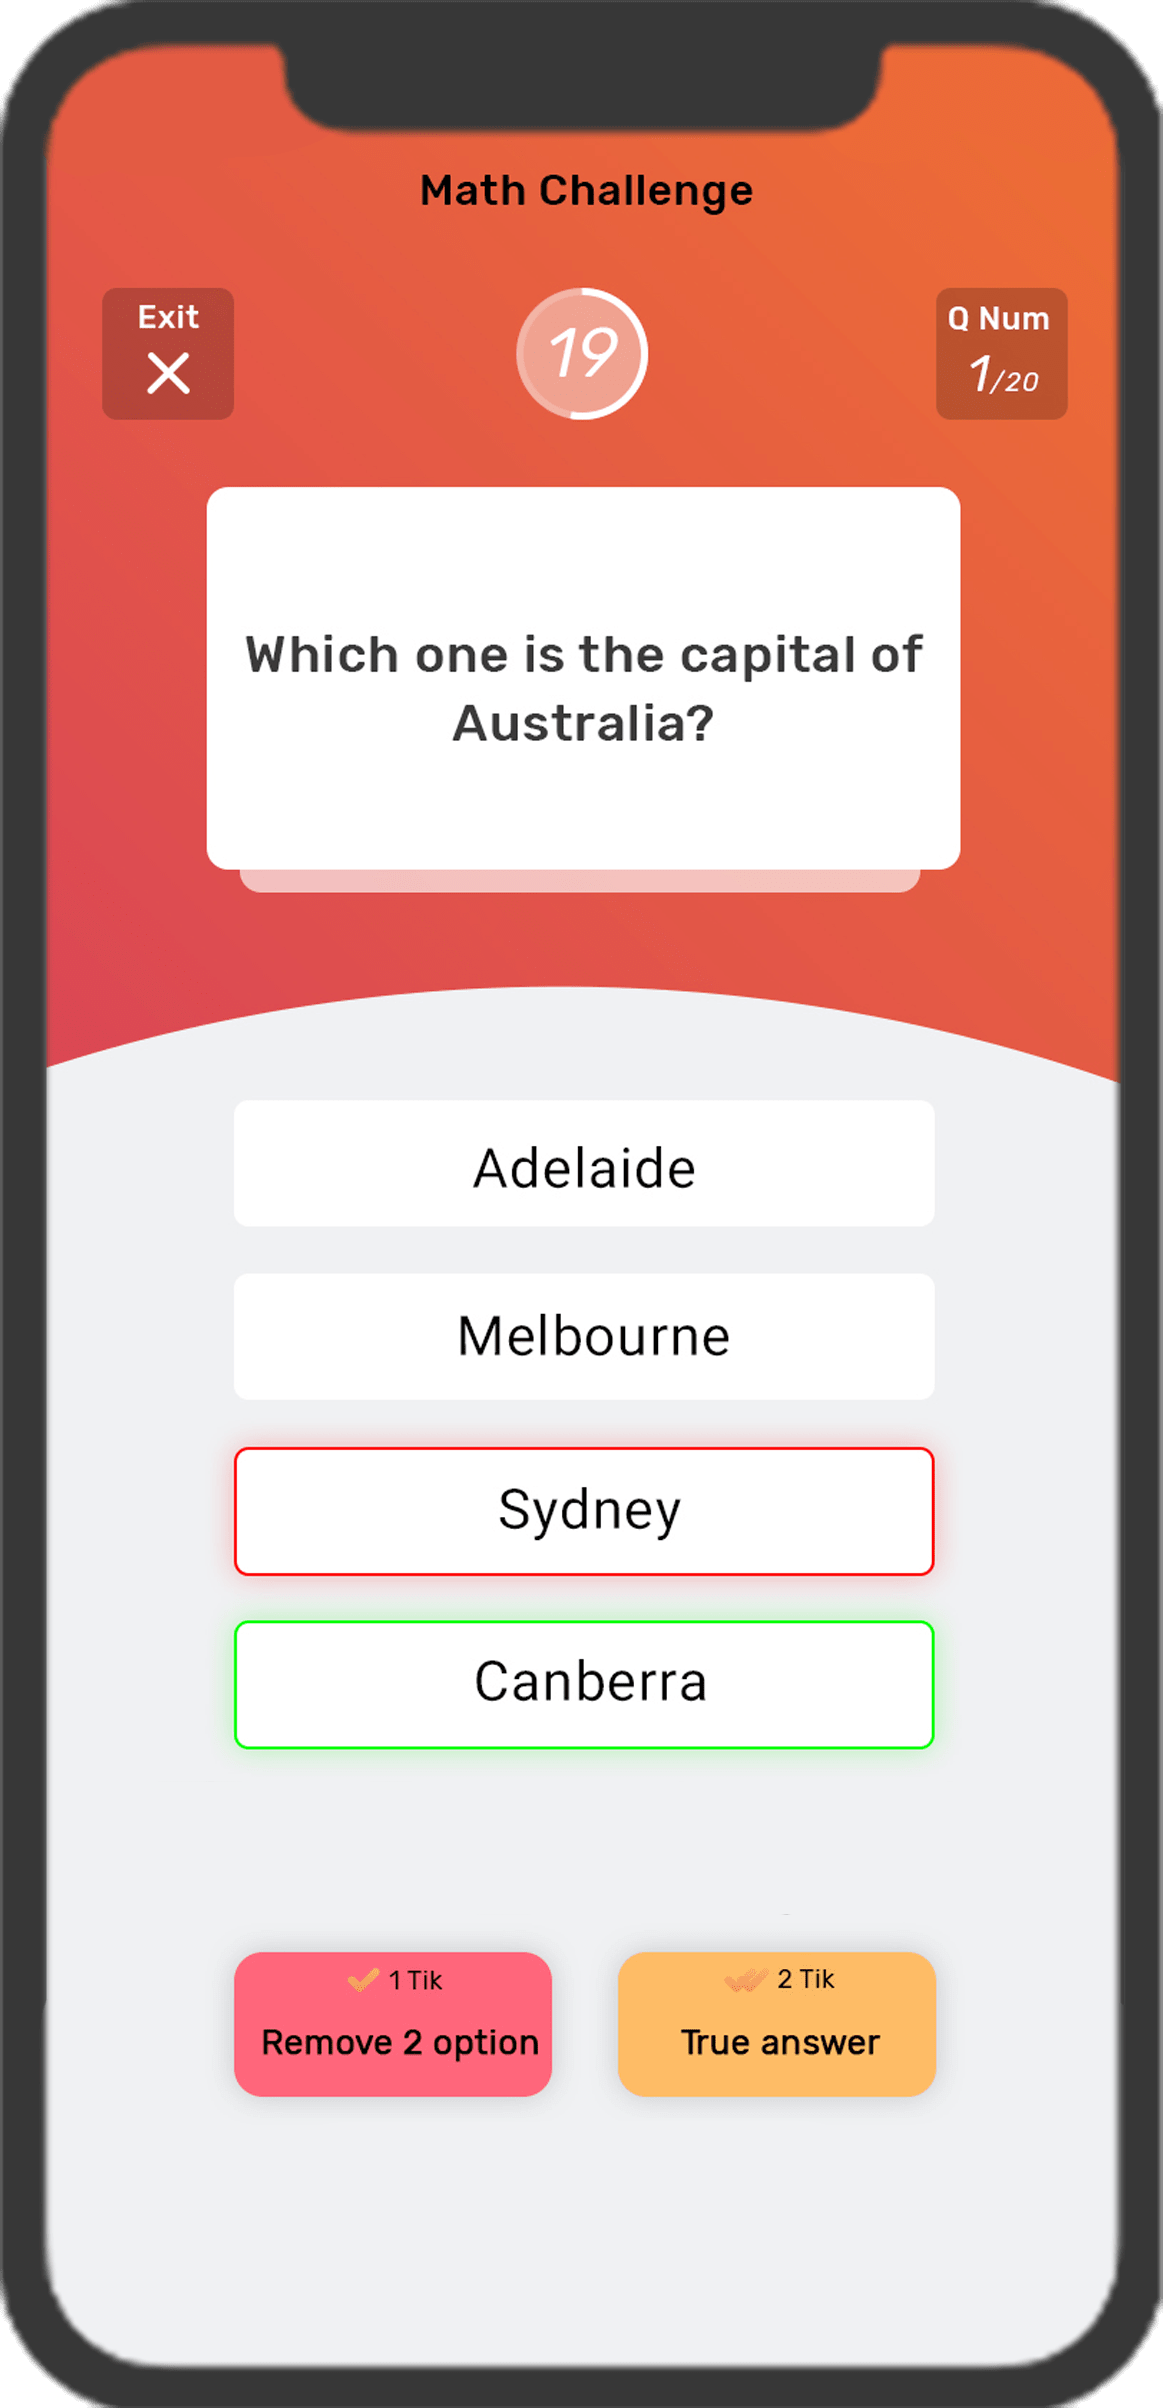 Math Challenge
Exit
19
Q Num
1/20
Which one is the capital of
Australia?
Adelaide
Melbourne
Sydney
Canberra
1 Tik
Remove 2 option
2 Tik
True answer